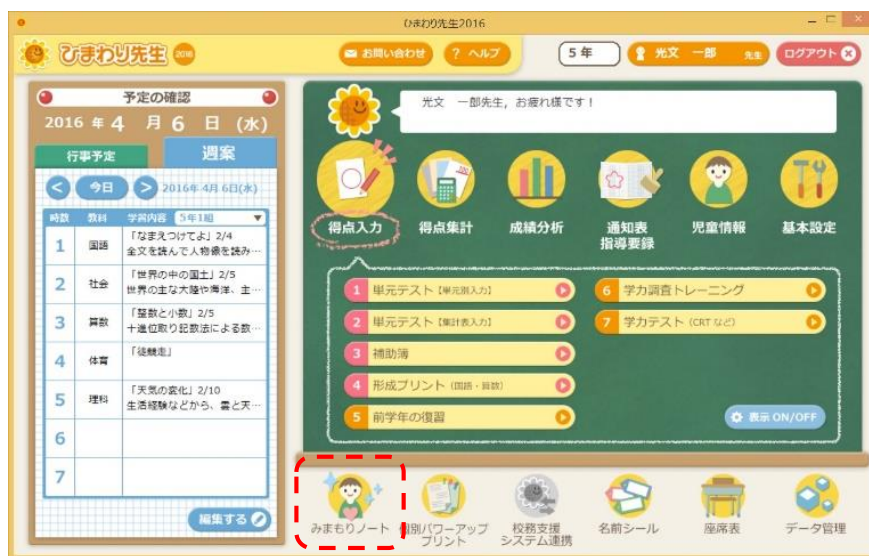 ひまわり先生2016
ひまわり先生 2016
お問い合わせ
? ヘルプ
5 年
光文 一郎 先生
ログアウト
予定の確認
2016 年 4 月 6 日 (水)
行事予定
週案
< 今日 > 2016年 4月 6日(水)
時数 教科 学習内容 5年1組
1 国語 「なまえつけてよ」2/4
全文を読んで人物像を読み…
2 社会 「世界の中の国土」2/5
世界の主な大陸や海洋、主…
3 算数 「整数と小数」2/5
十進位取り記数法による数…
4 体育 「徒競走」
5 理科 「天気の変化」2/10
生活経験などから、雲と天…
6
7
編集する
光文 一郎先生，お疲れ様です！
得点入力
得点集計
成績分析
通知表
指導要録
児童情報
基本設定
1 単元テスト【単元別入力】
2 単元テスト【集計表入力】
3 補助簿
4 形成プリント（国語・算数）
5 前学年の復習
6 学力調査トレーニング
7 学力テスト（CRT など）
表示 ON/OFF
みまもりノート
個別パワーアップ
プリント
校務支援
システム連携
名前シール
座席表
データ管理